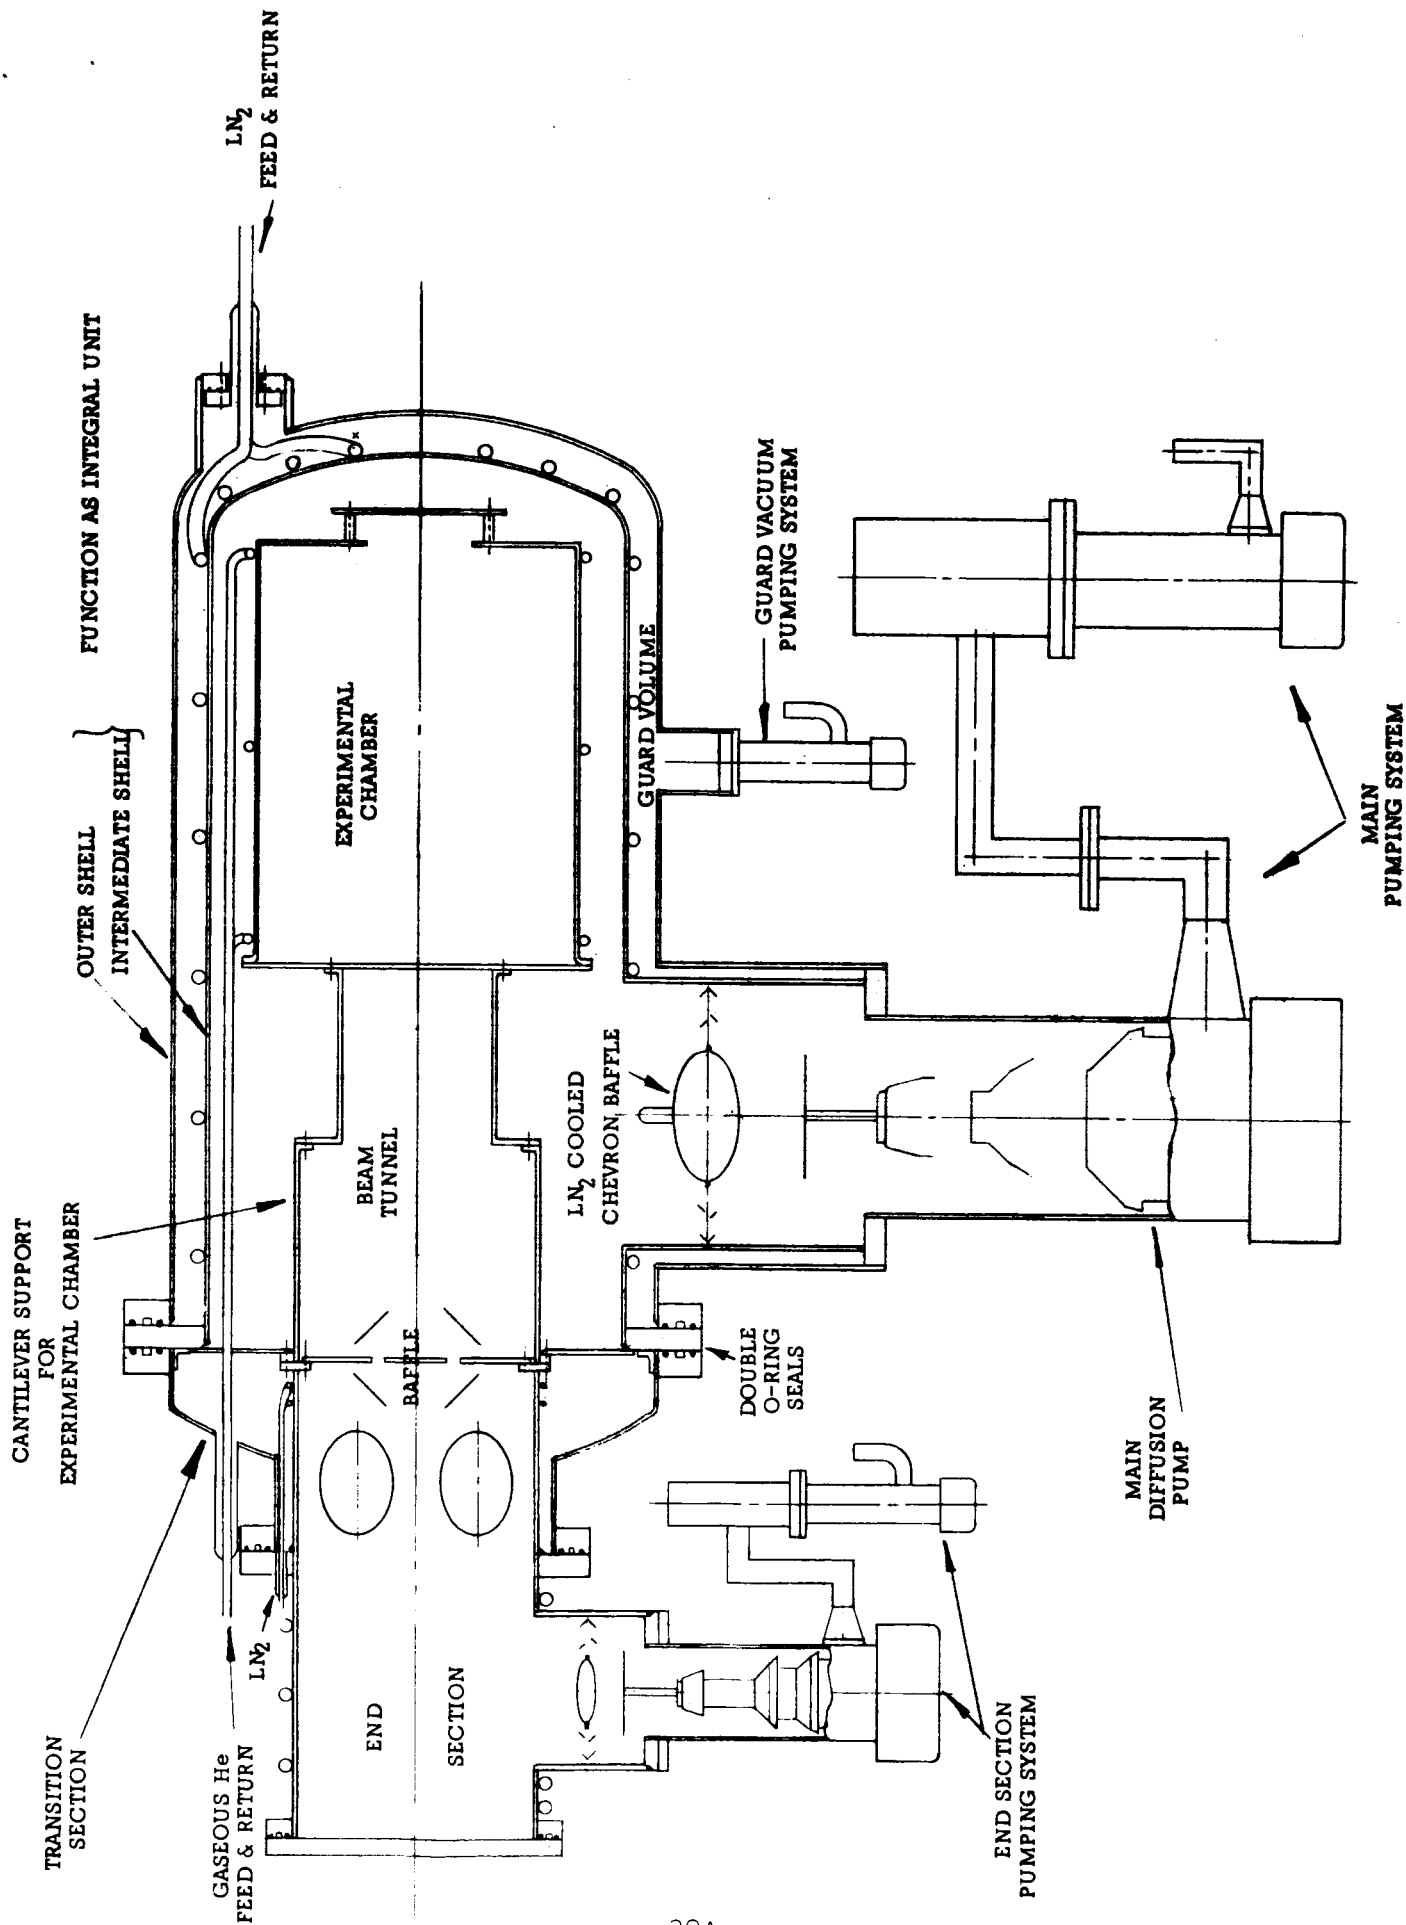 LN2
FEED & RETURN
FUNCTION AS INTEGRAL UNIT
OUTER SHELL
INTERMEDIATE SHELL
CANTILEVER SUPPORT
FOR
EXPERIMENTAL CHAMBER
TRANSITION
SECTION
GASEOUS He
FEED & RETURN
LN2
END
SECTION
BAFFLE
BEAM
TUNNEL
EXPERIMENTAL
CHAMBER
GUARD VOLUME
GUARD VACUUM
PUMPING SYSTEM
LN2 COOLED
CHEVRON BAFFLE
DOUBLE
O-RING
SEALS
MAIN
PUMPING SYSTEM
MAIN
DIFFUSION
PUMP
END SECTION
PUMPING SYSTEM